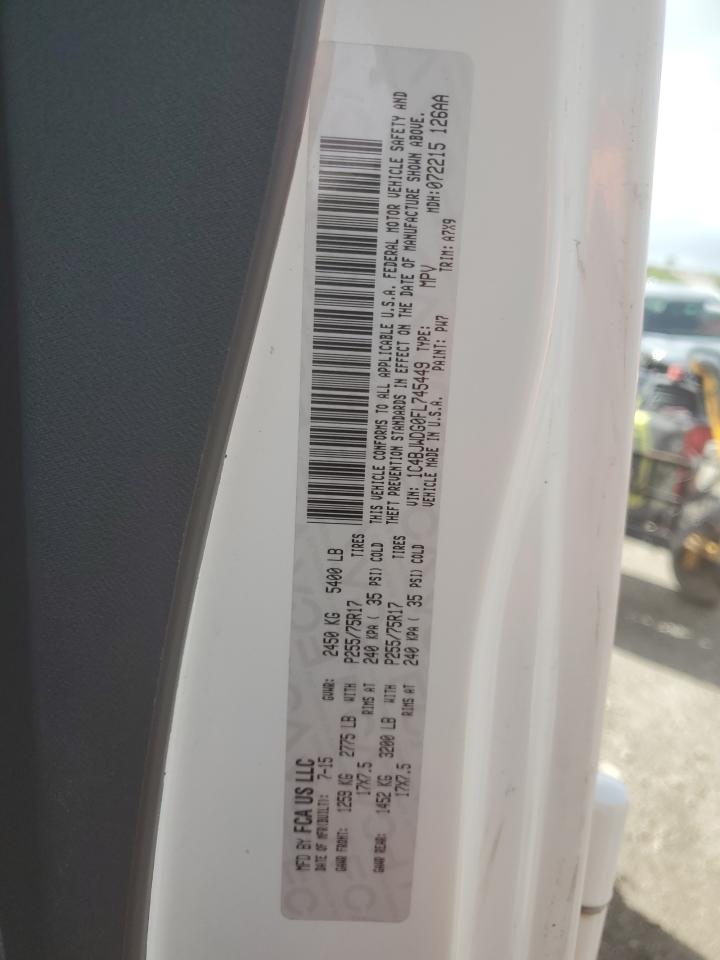 MFD BY FCA US LLC
DATE OF MFR(BUILT): 7-15 GVWR: 2450 KG 5400 LB
GAWR FRONT: 1259 KG 2775 LB WITH P255/75R17 TIRES
17X7.5 RIMS AT 240 KPA ( 35 PSI) COLD
GAWR REAR: 1452 KG 3200 LB WITH P255/75R17 TIRES
17X7.5 RIMS AT 240 KPA ( 35 PSI) COLD
THIS VEHICLE CONFORMS TO ALL APPLICABLE U.S.A. FEDERAL MOTOR VEHICLE SAFETY AND
THEFT PREVENTION STANDARDS IN EFFECT ON THE DATE OF MANUFACTURE SHOWN ABOVE.
VIN: 1C4BJWDG0FL745449 TYPE: MPV MDH:072215 126AA
VEHICLE MADE IN U.S.A. PAINT: PW7 TRIM: A7X9